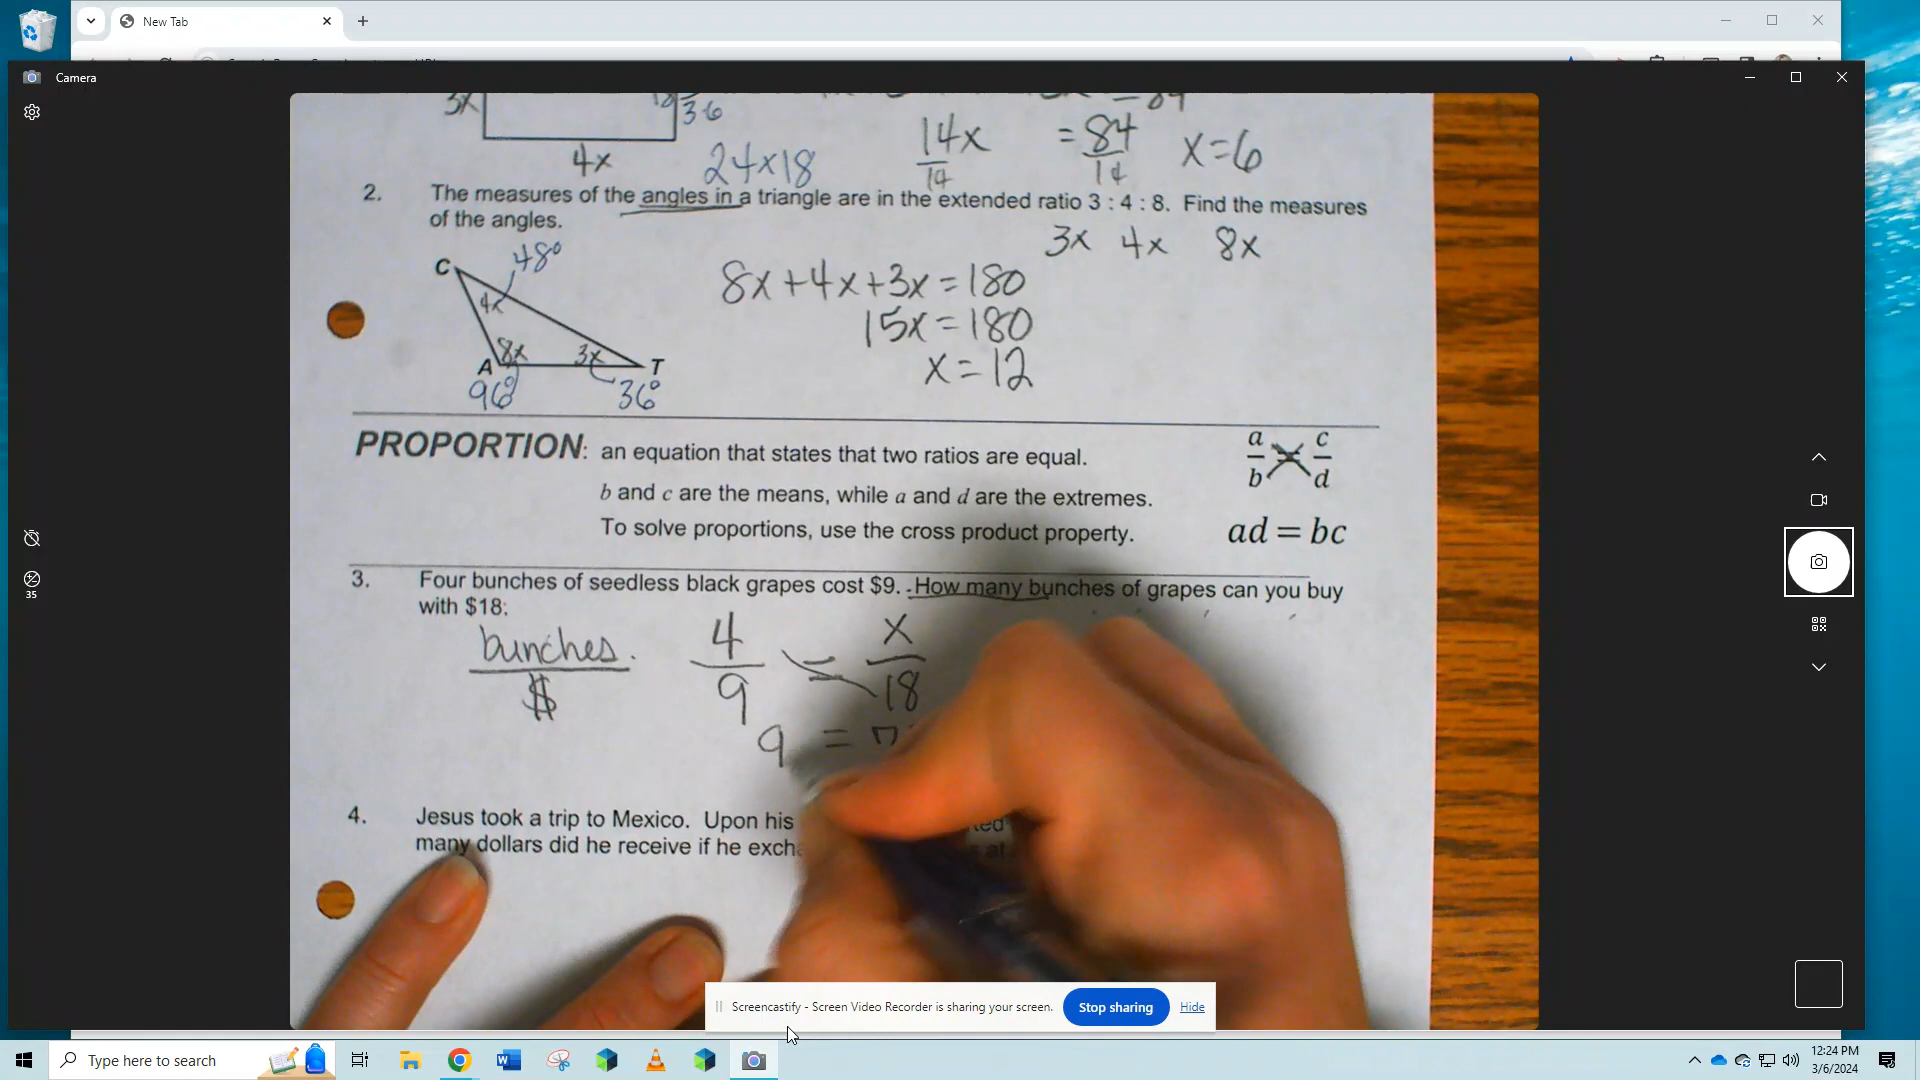 New Tab
Camera
3x
18
36
4x
24x18
14x = 84 x=6
14 14
2. The measures of the angles in a triangle are in the extended ratio 3 : 4 : 8. Find the measures
of the angles.
3x 4x 8x
C 48°
4x
8x+4x+3x=180
15x=180
x=12
A 8x 3x T
96° 36°
PROPORTION: an equation that states that two ratios are equal.
b and c are the means, while a and d are the extremes.
To solve proportions, use the cross product property.
a = c
b d
ad = bc
3. Four bunches of seedless black grapes cost $9. How many bunches of grapes can you buy
with $18.
bunches 4 = x
$ 9 18
9 =
4. Jesus took a trip to Mexico. Upon his
many dollars did he receive if he
35
Screencastify - Screen Video Recorder is sharing your screen.
Stop sharing
Hide
Type here to search
12:24 PM
3/6/2024